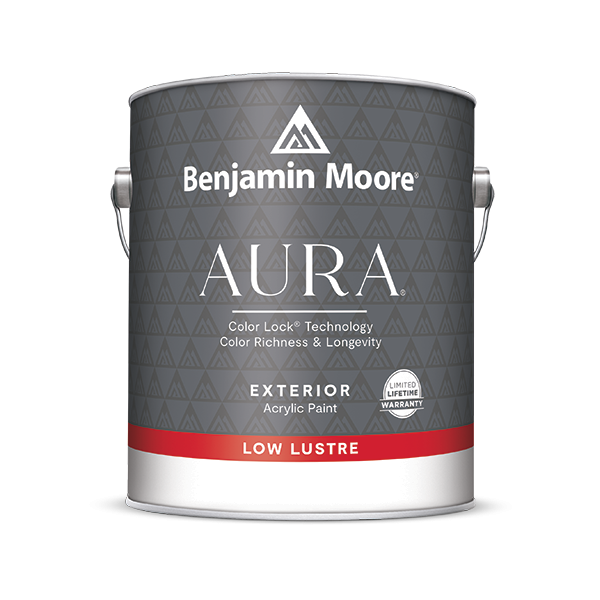 Benjamin Moore®
AURA®
Color Lock® Technology
Color Richness & Longevity
EXTERIOR
Acrylic Paint
LIMITED
LIFETIME
WARRANTY
LOW LUSTRE